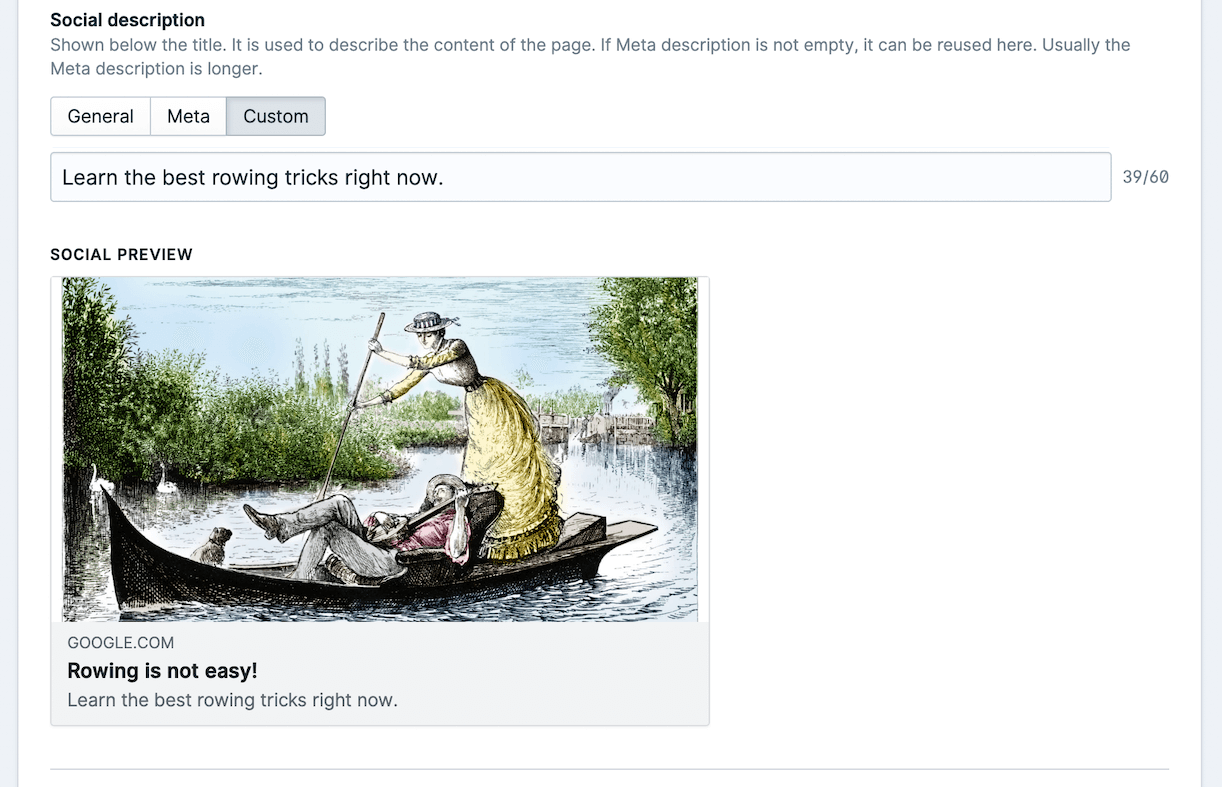 Social description
Shown below the title. It is used to describe the content of the page. If Meta description is not empty, it can be reused here. Usually the
Meta description is longer.
General Meta Custom
Learn the best rowing tricks right now. 39/60
SOCIAL PREVIEW
GOOGLE.COM
Rowing is not easy!
Learn the best rowing tricks right now.